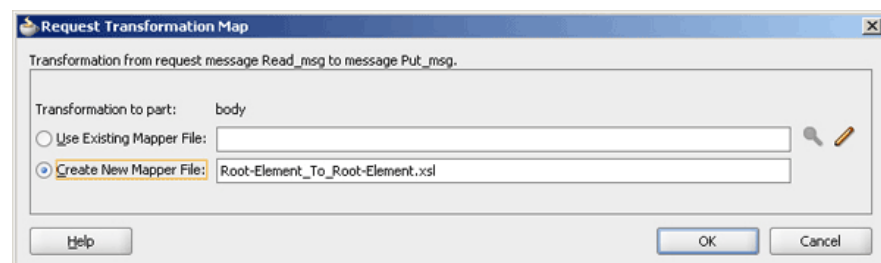 Request Transformation Map
Transformation from request message Read_msg to message Put_msg.
Transformation to part: body
Use Existing Mapper File:
Create New Mapper File: Root-Element_To_Root-Element.xsl
Help OK Cancel